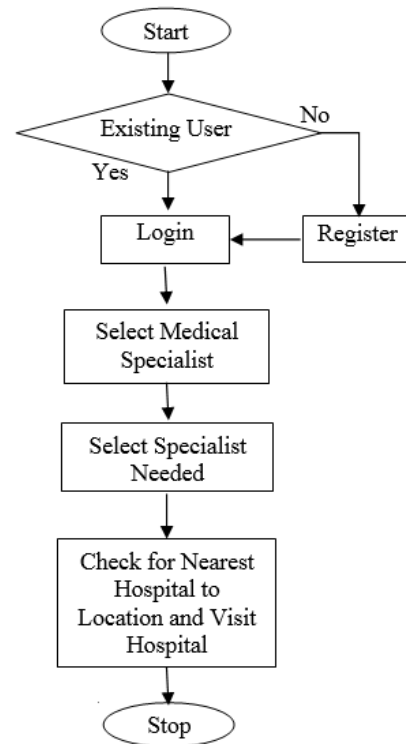 Start
Existing User
No
Yes
Login
Register
Select Medical
Specialist
Select Specialist
Needed
Check for Nearest
Hospital to
Location and Visit
Hospital
Stop